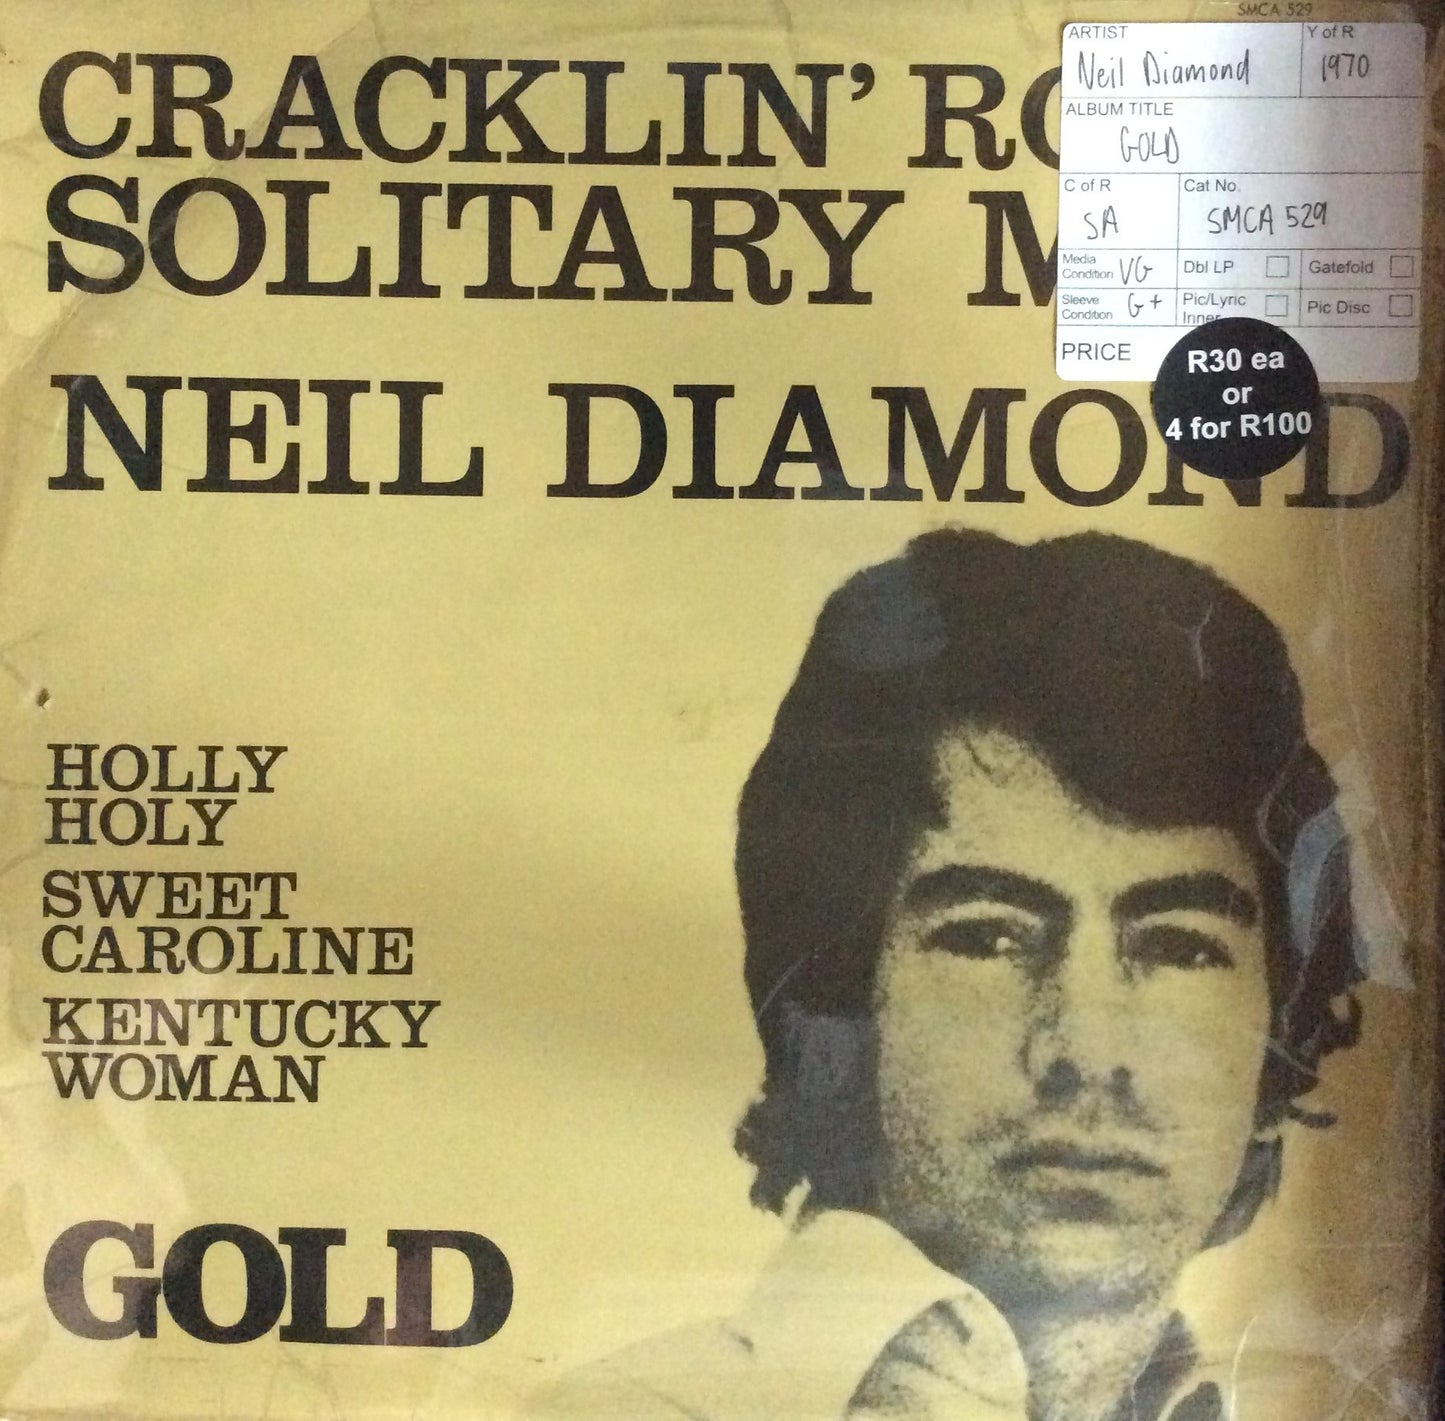 SMCA 529
CRACKLIN' RO
SOLITARY M
NEIL DIAMOND
ARTIST
Neil Diamond
Y of R
1970
ALBUM TITLE
GOLD
C of R
SA
Cat No.
SMCA 529
Media
Condition
VG
Dbl LP
Gatefold
Sleeve
Condition
G+
Pic/Lyric
Inner
Pic Disc
PRICE
R30 ea
or
4 for R100
HOLLY
HOLY
SWEET
CAROLINE
KENTUCKY
WOMAN
GOLD